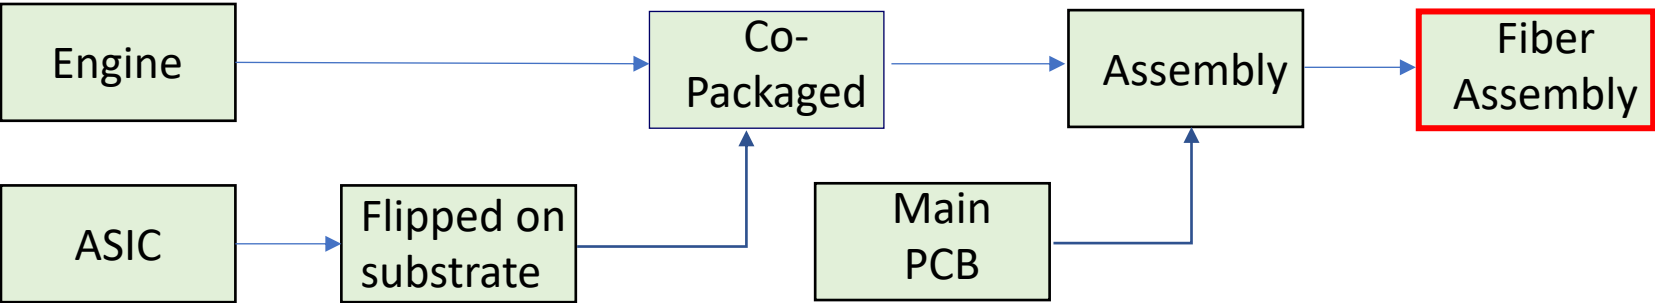 Engine
Co-
Packaged
Assembly
Fiber
Assembly
ASIC
Flipped on
substrate
Main
PCB